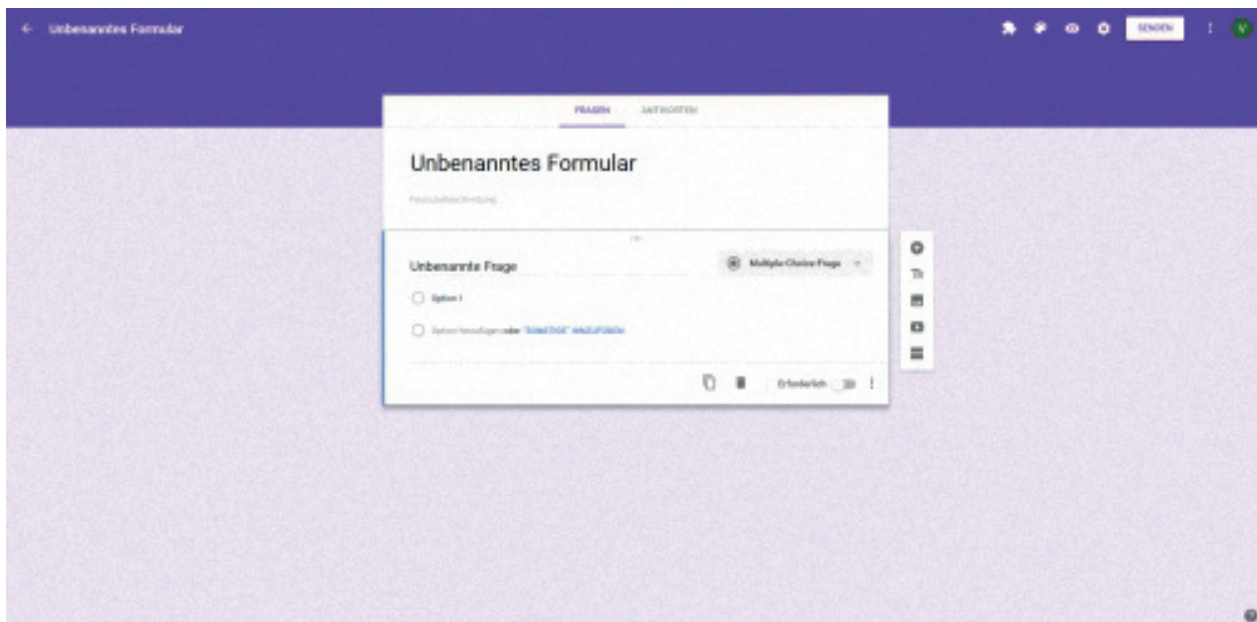 Unbenanntes Formular
SENDEN
V
FRAGEN ANTWORTEN
Unbenanntes Formular
Formularbeschreibung
Unbenannte Frage
Multiple-Choice-Frage
Option 1
Option hinzufügen oder "SONSTIGE" HINZUFÜGEN
Erforderlich